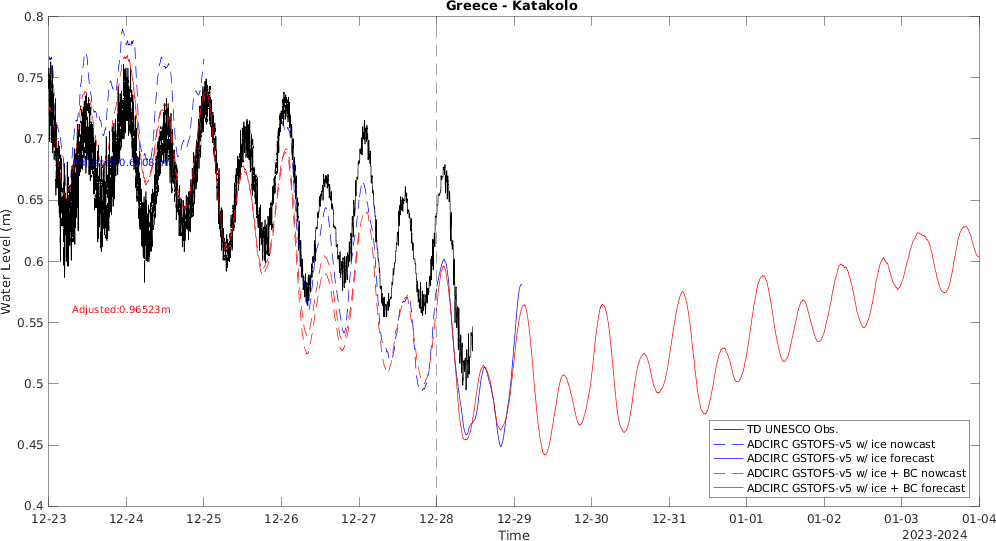 Greece - Katakolo
0.8
0.75
0.7
0.65
0.6
0.55
0.5
0.45
0.4
Water Level (m)
Adjusted:0.96523m
TD UNESCO Obs.
ADCIRC GSTOFS-v5 w/ ice nowcast
ADCIRC GSTOFS-v5 w/ ice forecast
ADCIRC GSTOFS-v5 w/ ice + BC nowcast
ADCIRC GSTOFS-v5 w/ ice + BC forecast
12-23 12-24 12-25 12-26 12-27 12-28 12-29 12-30 12-31 01-01 01-02 01-03 01-04
Time
2023-2024